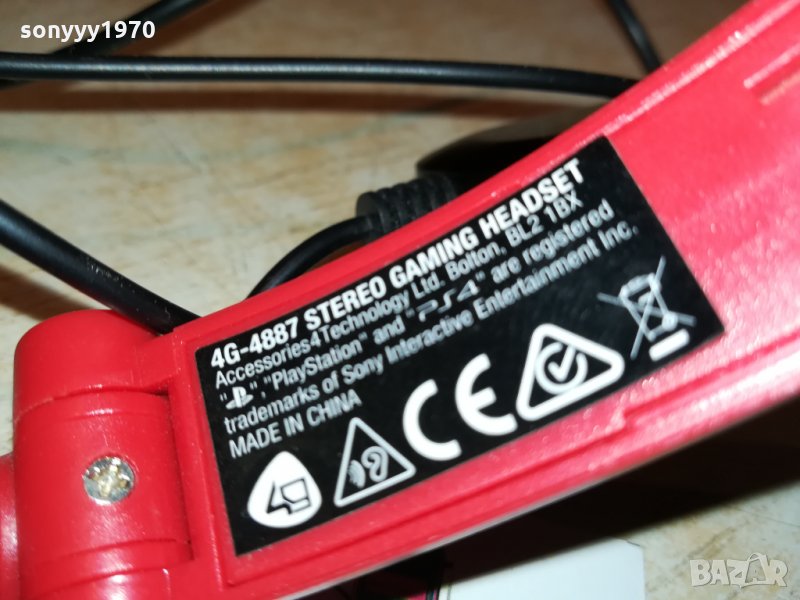 sonyyy1970
4G-4887 STEREO GAMING HEADSET
Accessories4Technology Ltd. Bolton, BL2 1BX
" ", "PlayStation" and "PS4" are registered
trademarks of Sony Interactive Entertainment Inc.
MADE IN CHINA
CE
BAZAR